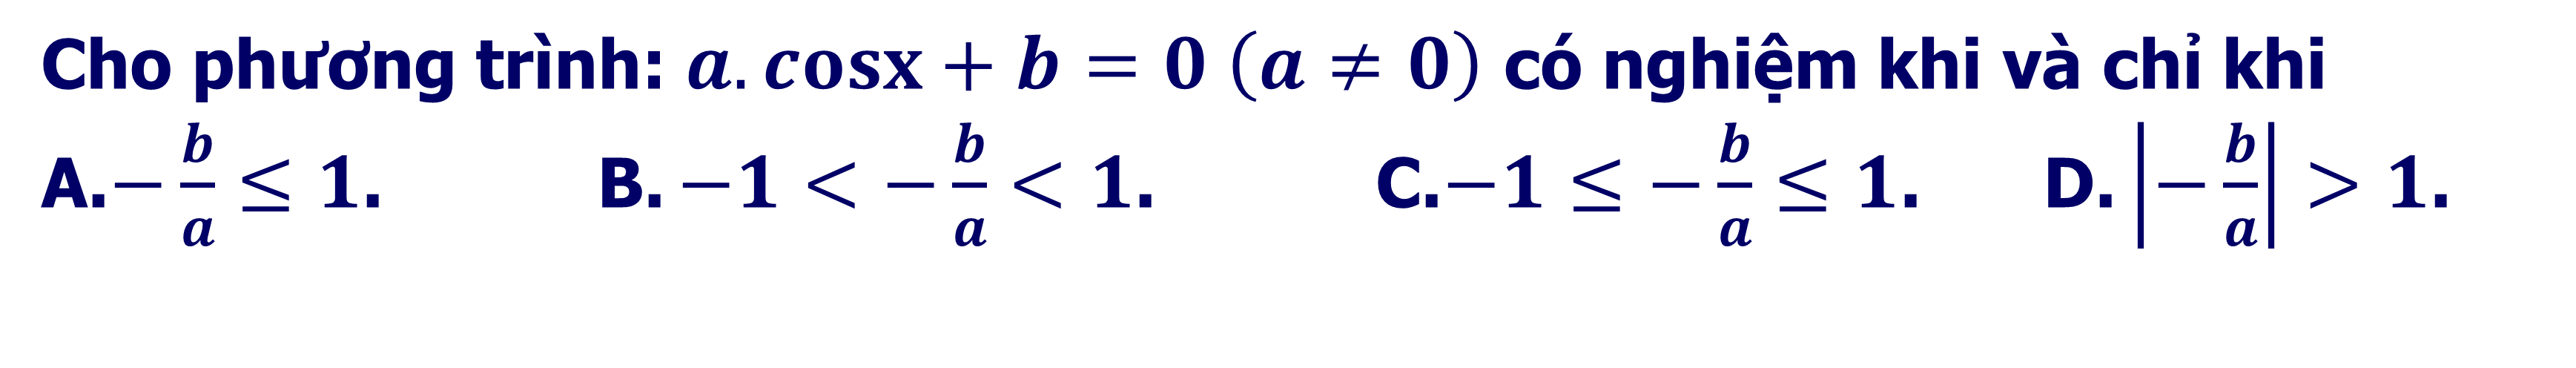 Cho phương trình: a. cosx + b = 0 (a ≠ 0) có nghiệm khi và chỉ khi
A.−b/a ≤ 1. B. −1 < −b/a < 1. C.−1 ≤ −b/a ≤ 1. D. |−b/a| > 1.